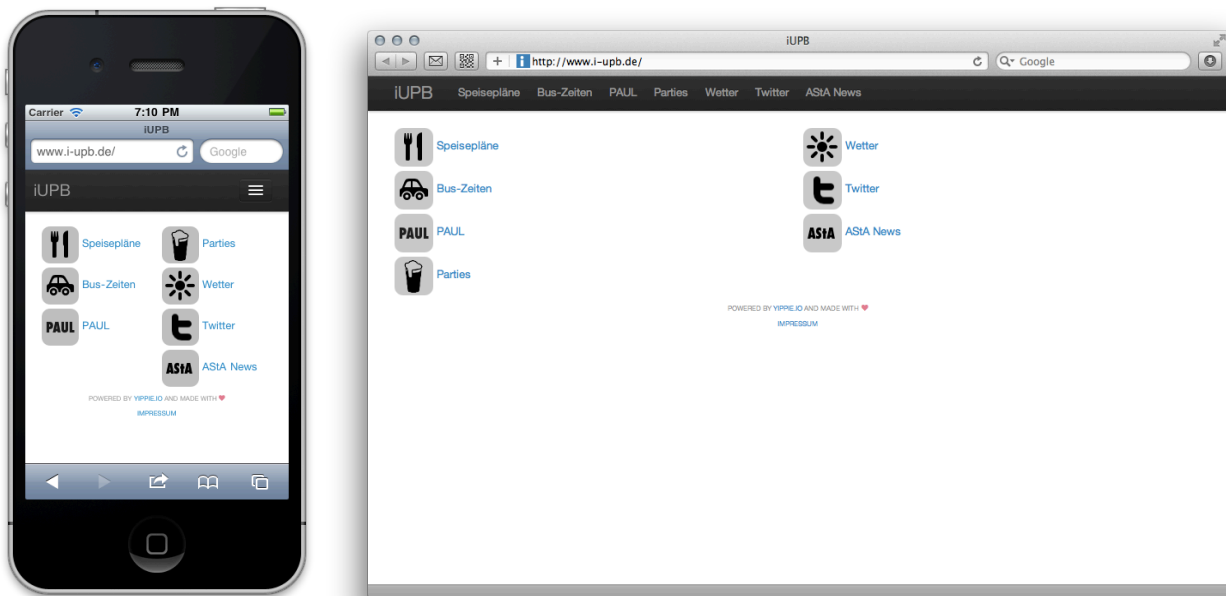 Carrier 7:10 PM
iUPB
www.i-upb.de/ Google
iUPB
Speisepläne Parties
Bus-Zeiten Wetter
PAUL PAUL Twitter
AStA AStA News
POWERED BY YIPPIE.IO AND MADE WITH ♥
IMPRESSUM
iUPB
http://www.i-upb.de/ Google
iUPB Speisepläne Bus-Zeiten PAUL Parties Wetter Twitter AStA News
Speisepläne Wetter
Bus-Zeiten Twitter
PAUL PAUL AStA AStA News
Parties
POWERED BY YIPPIE.IO AND MADE WITH ♥
IMPRESSUM